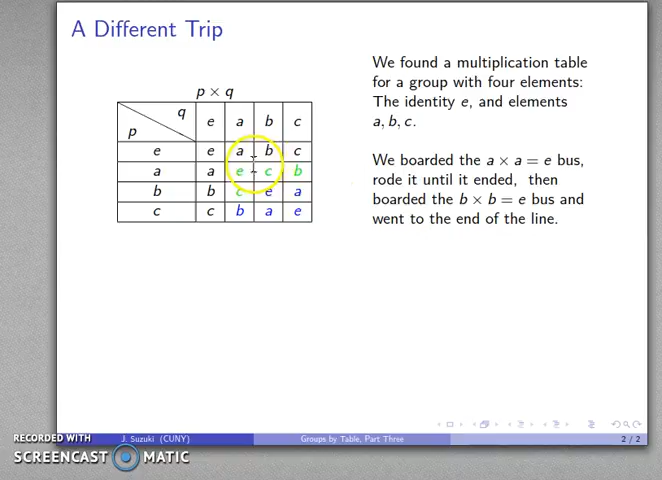 A Different Trip
We found a multiplication table
for a group with four elements:
The identity e, and elements
a, b, c.
We boarded the a × a = e bus,
rode it until it ended, then
boarded the b × b = e bus and
went to the end of the line.
p × q
q
p
e a b c
e e a b c
a a e c b
b b c e a
c c b a e
RECORDED WITH
SCREENCAST MATIC
J. Suzuki (CUNY)
Groups by Table, Part Three
2 / 2